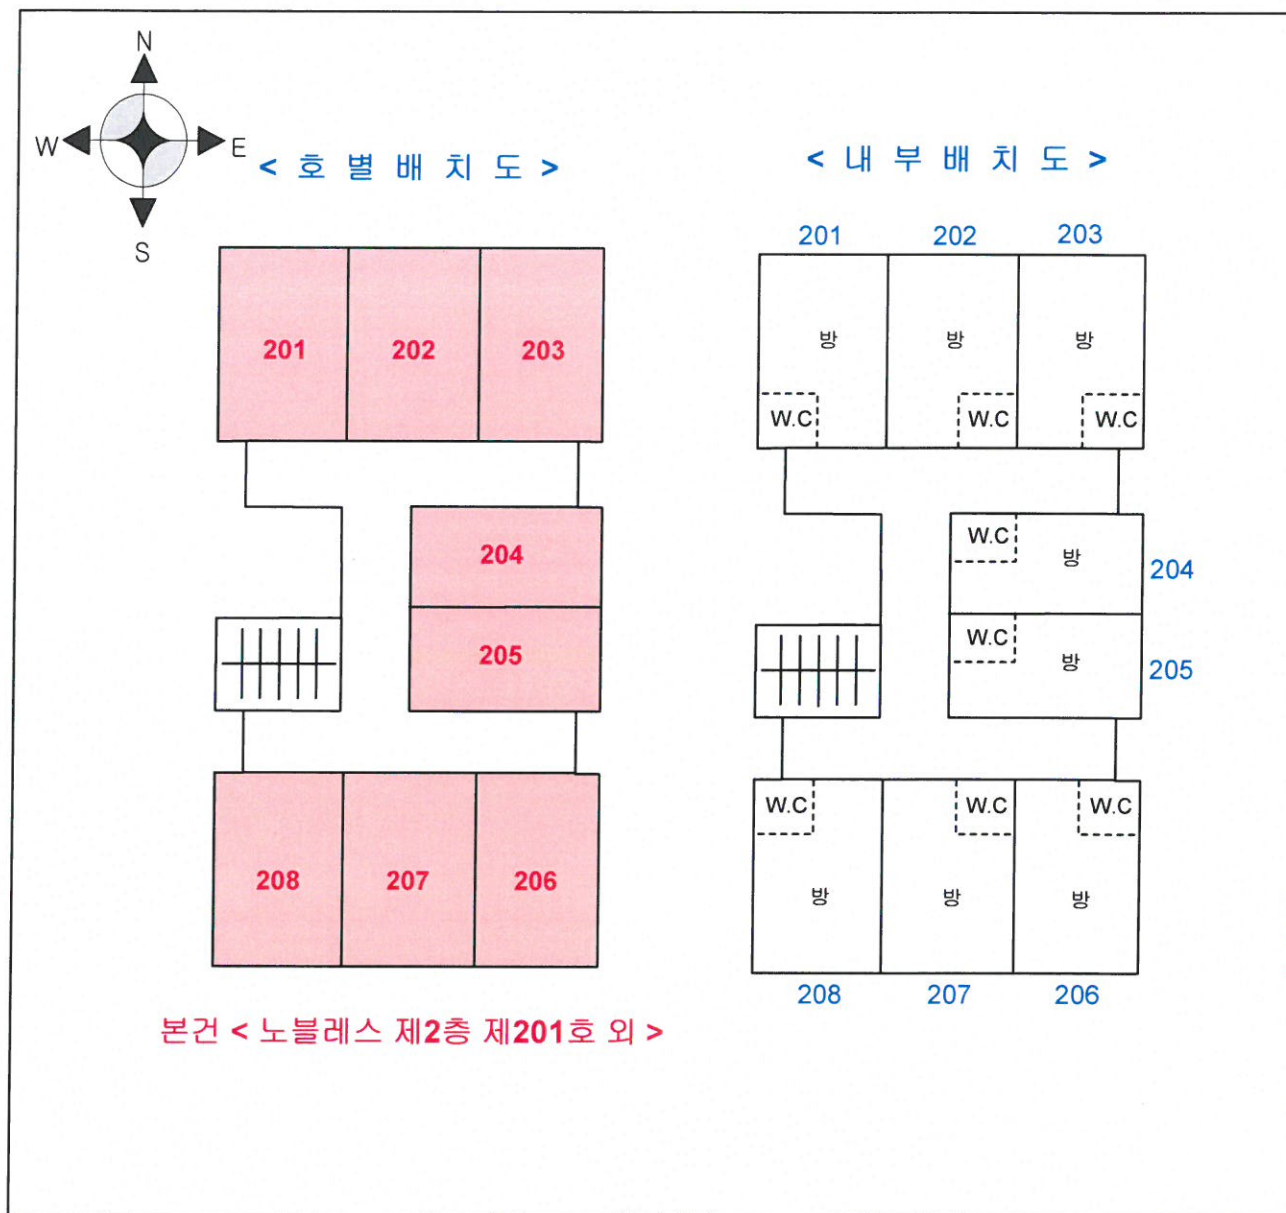 N
W E
S
< 호 별 배 치 도 >
201 202 203
204
205
208 207 206
본건 < 노블레스 제2층 제201호 외 >
< 내 부 배 치 도 >
201 202 203
방 방 방
W.C W.C W.C
W.C
방 204
W.C
방 205
W.C W.C W.C
방 방 방
208 207 206